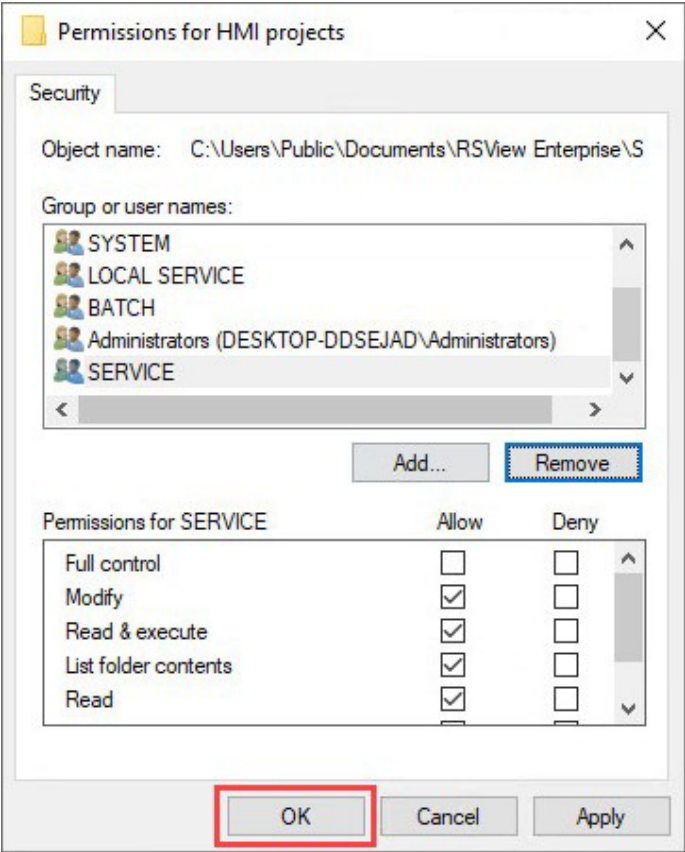 Permissions for HMI projects
Security
Object name: C:\Users\Public\Documents\RSView Enterprise\S
Group or user names:
SYSTEM
LOCAL SERVICE
BATCH
Administrators (DESKTOP-DDSEJAD\Administrators)
SERVICE
Add... Remove
Permissions for SERVICE Allow Deny
Full control
Modify
Read & execute
List folder contents
Read
OK Cancel Apply